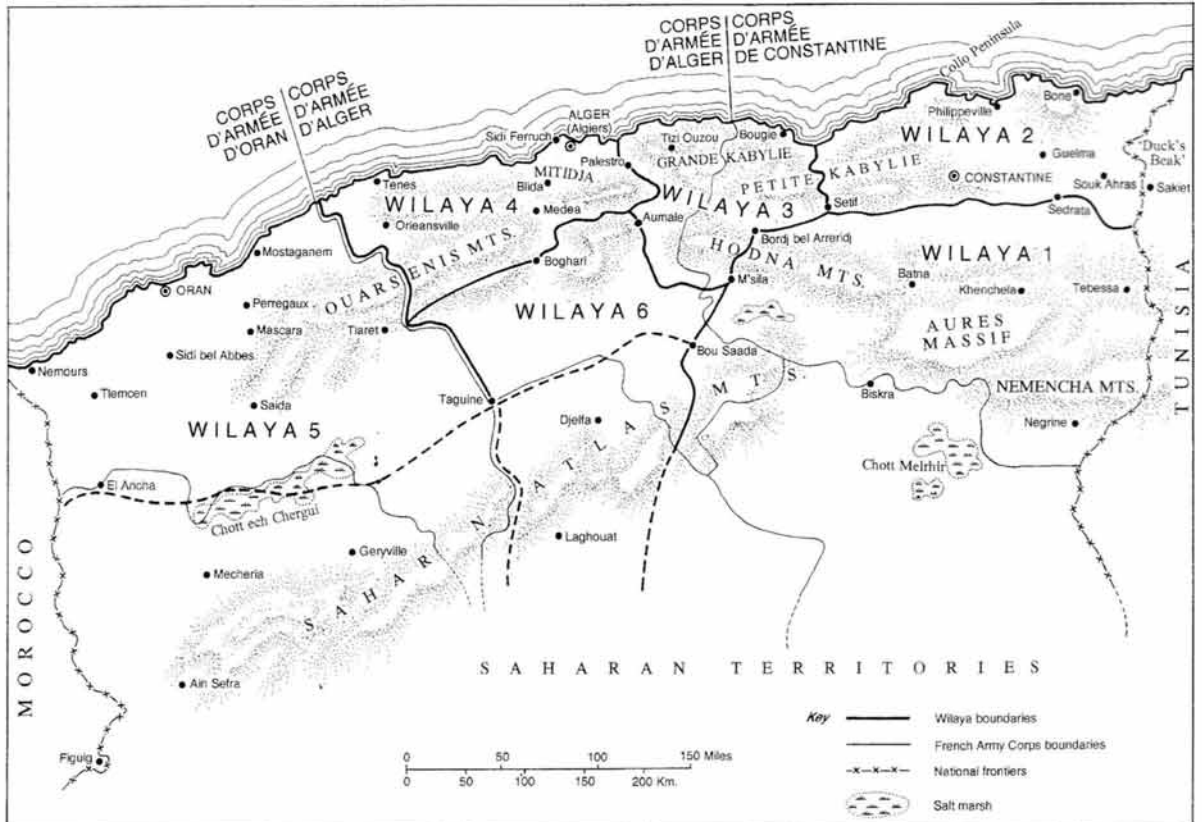 CORPS
D'ARMÉE
D'ORAN
CORPS
D'ARMÉE
D'ALGER
CORPS
D'ARMÉE
D'ALGER
CORPS
D'ARMÉE
DE CONSTANTINE
Collo Peninsula
Philippeville
Bone
Sidi Ferruch
ALGER
(Algiers)
Tizi Ouzou
Bougie
WILAYA 2
'Duck's
Beak'
Palestro
GRANDE KABYLIE
Guelma
MITIDJA
Tenes
Blida
PETITE KABYLIE
CONSTANTINE
Souk Ahras
Sakiet
WILAYA 4
Medea
WILAYA 3
Setif
Sedrata
Orleansville
Aumale
Bordj bel Arreridj
Mostaganem
OUARSENIS MTS.
Boghari
HODNA MTS.
WILAYA 1
M'sila
Batna
Khenchela
Tebessa
ORAN
Perregaux
WILAYA 6
Mascara
Tiaret
AURES
MASSIF
Sidi bel Abbes
Bou Saada
Nemours
Tlemcen
Taguine
Biskra
NEMENCHA MTS.
TUNISIA
Saida
Djelfa
Negrine
WILAYA 5
Chott Melrhir
El Ancha
Chott ech Chergui
SAHARAN ATLAS MTS.
Laghouat
Geryville
MOROCCO
Mecheria
Ain Sefra
SAHARAN TERRITORIES
Figuig
Key
Wilaya boundaries
French Army Corps boundaries
National frontiers
Salt marsh
0 50 100 150 Miles
0 50 100 150 200 Km.